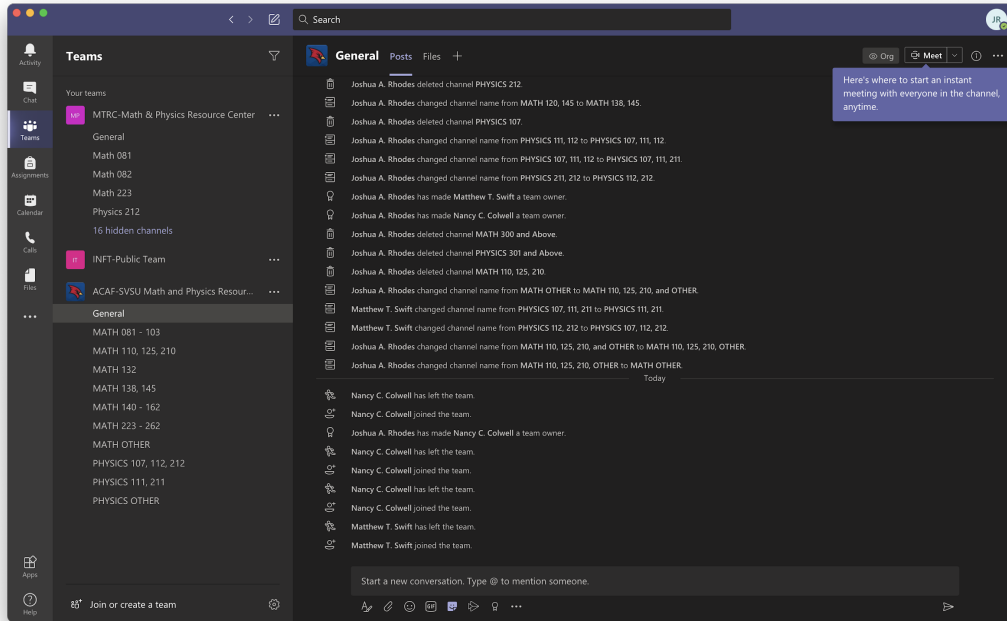 Search
JR
Activity
Chat
Teams
Assignments
Calendar
Calls
Files
Apps
Help
Teams
Your teams
MP
MTRC-Math & Physics Resource Center
General
Math 081
Math 082
Math 223
Physics 212
16 hidden channels
IT
INFT-Public Team
ACAF-SVSU Math and Physics Resour...
General
MATH 081 - 103
MATH 110, 125, 210
MATH 132
MATH 138, 145
MATH 140 - 162
MATH 223 - 262
MATH OTHER
PHYSICS 107, 112, 212
PHYSICS 111, 211
PHYSICS OTHER
Join or create a team
General Posts Files
Org
Meet
Here's where to start an instant
meeting with everyone in the channel,
anytime.
Joshua A. Rhodes deleted channel PHYSICS 212.
Joshua A. Rhodes changed channel name from MATH 120, 145 to MATH 138, 145.
Joshua A. Rhodes deleted channel PHYSICS 107.
Joshua A. Rhodes changed channel name from PHYSICS 111, 112 to PHYSICS 107, 111, 112.
Joshua A. Rhodes changed channel name from PHYSICS 107, 111, 112 to PHYSICS 107, 111, 211.
Joshua A. Rhodes changed channel name from PHYSICS 211, 212 to PHYSICS 112, 212.
Joshua A. Rhodes has made Matthew T. Swift a team owner.
Joshua A. Rhodes has made Nancy C. Colwell a team owner.
Joshua A. Rhodes deleted channel MATH 300 and Above.
Joshua A. Rhodes deleted channel PHYSICS 301 and Above.
Joshua A. Rhodes deleted channel MATH 110, 125, 210.
Joshua A. Rhodes changed channel name from MATH OTHER to MATH 110, 125, 210, and OTHER.
Matthew T. Swift changed channel name from PHYSICS 107, 111, 211 to PHYSICS 111, 211.
Matthew T. Swift changed channel name from PHYSICS 112, 212 to PHYSICS 107, 112, 212.
Joshua A. Rhodes changed channel name from MATH 110, 125, 210, and OTHER to MATH 110, 125, 210, OTHER.
Joshua A. Rhodes changed channel name from MATH 110, 125, 210, OTHER to MATH OTHER.
Today
Nancy C. Colwell has left the team.
Nancy C. Colwell joined the team.
Joshua A. Rhodes has made Nancy C. Colwell a team owner.
Nancy C. Colwell has left the team.
Nancy C. Colwell joined the team.
Nancy C. Colwell has left the team.
Nancy C. Colwell joined the team.
Matthew T. Swift has left the team.
Matthew T. Swift joined the team.
Start a new conversation. Type @ to mention someone.
GIF